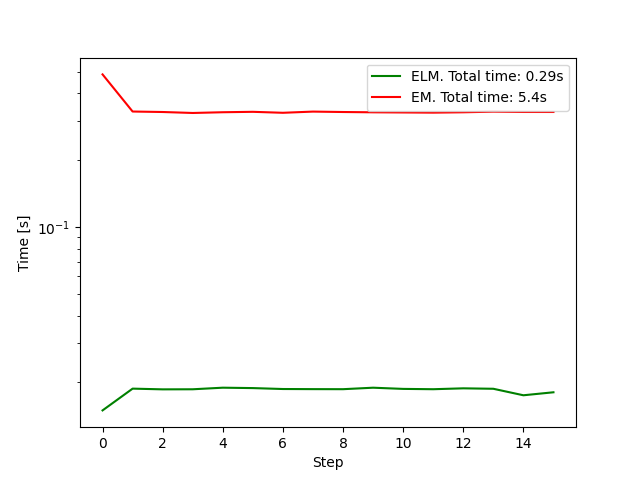 ELM. Total time: 0.29s
EM. Total time: 5.4s
Time [s]
10⁻¹
0 2 4 6 8 10 12 14
Step